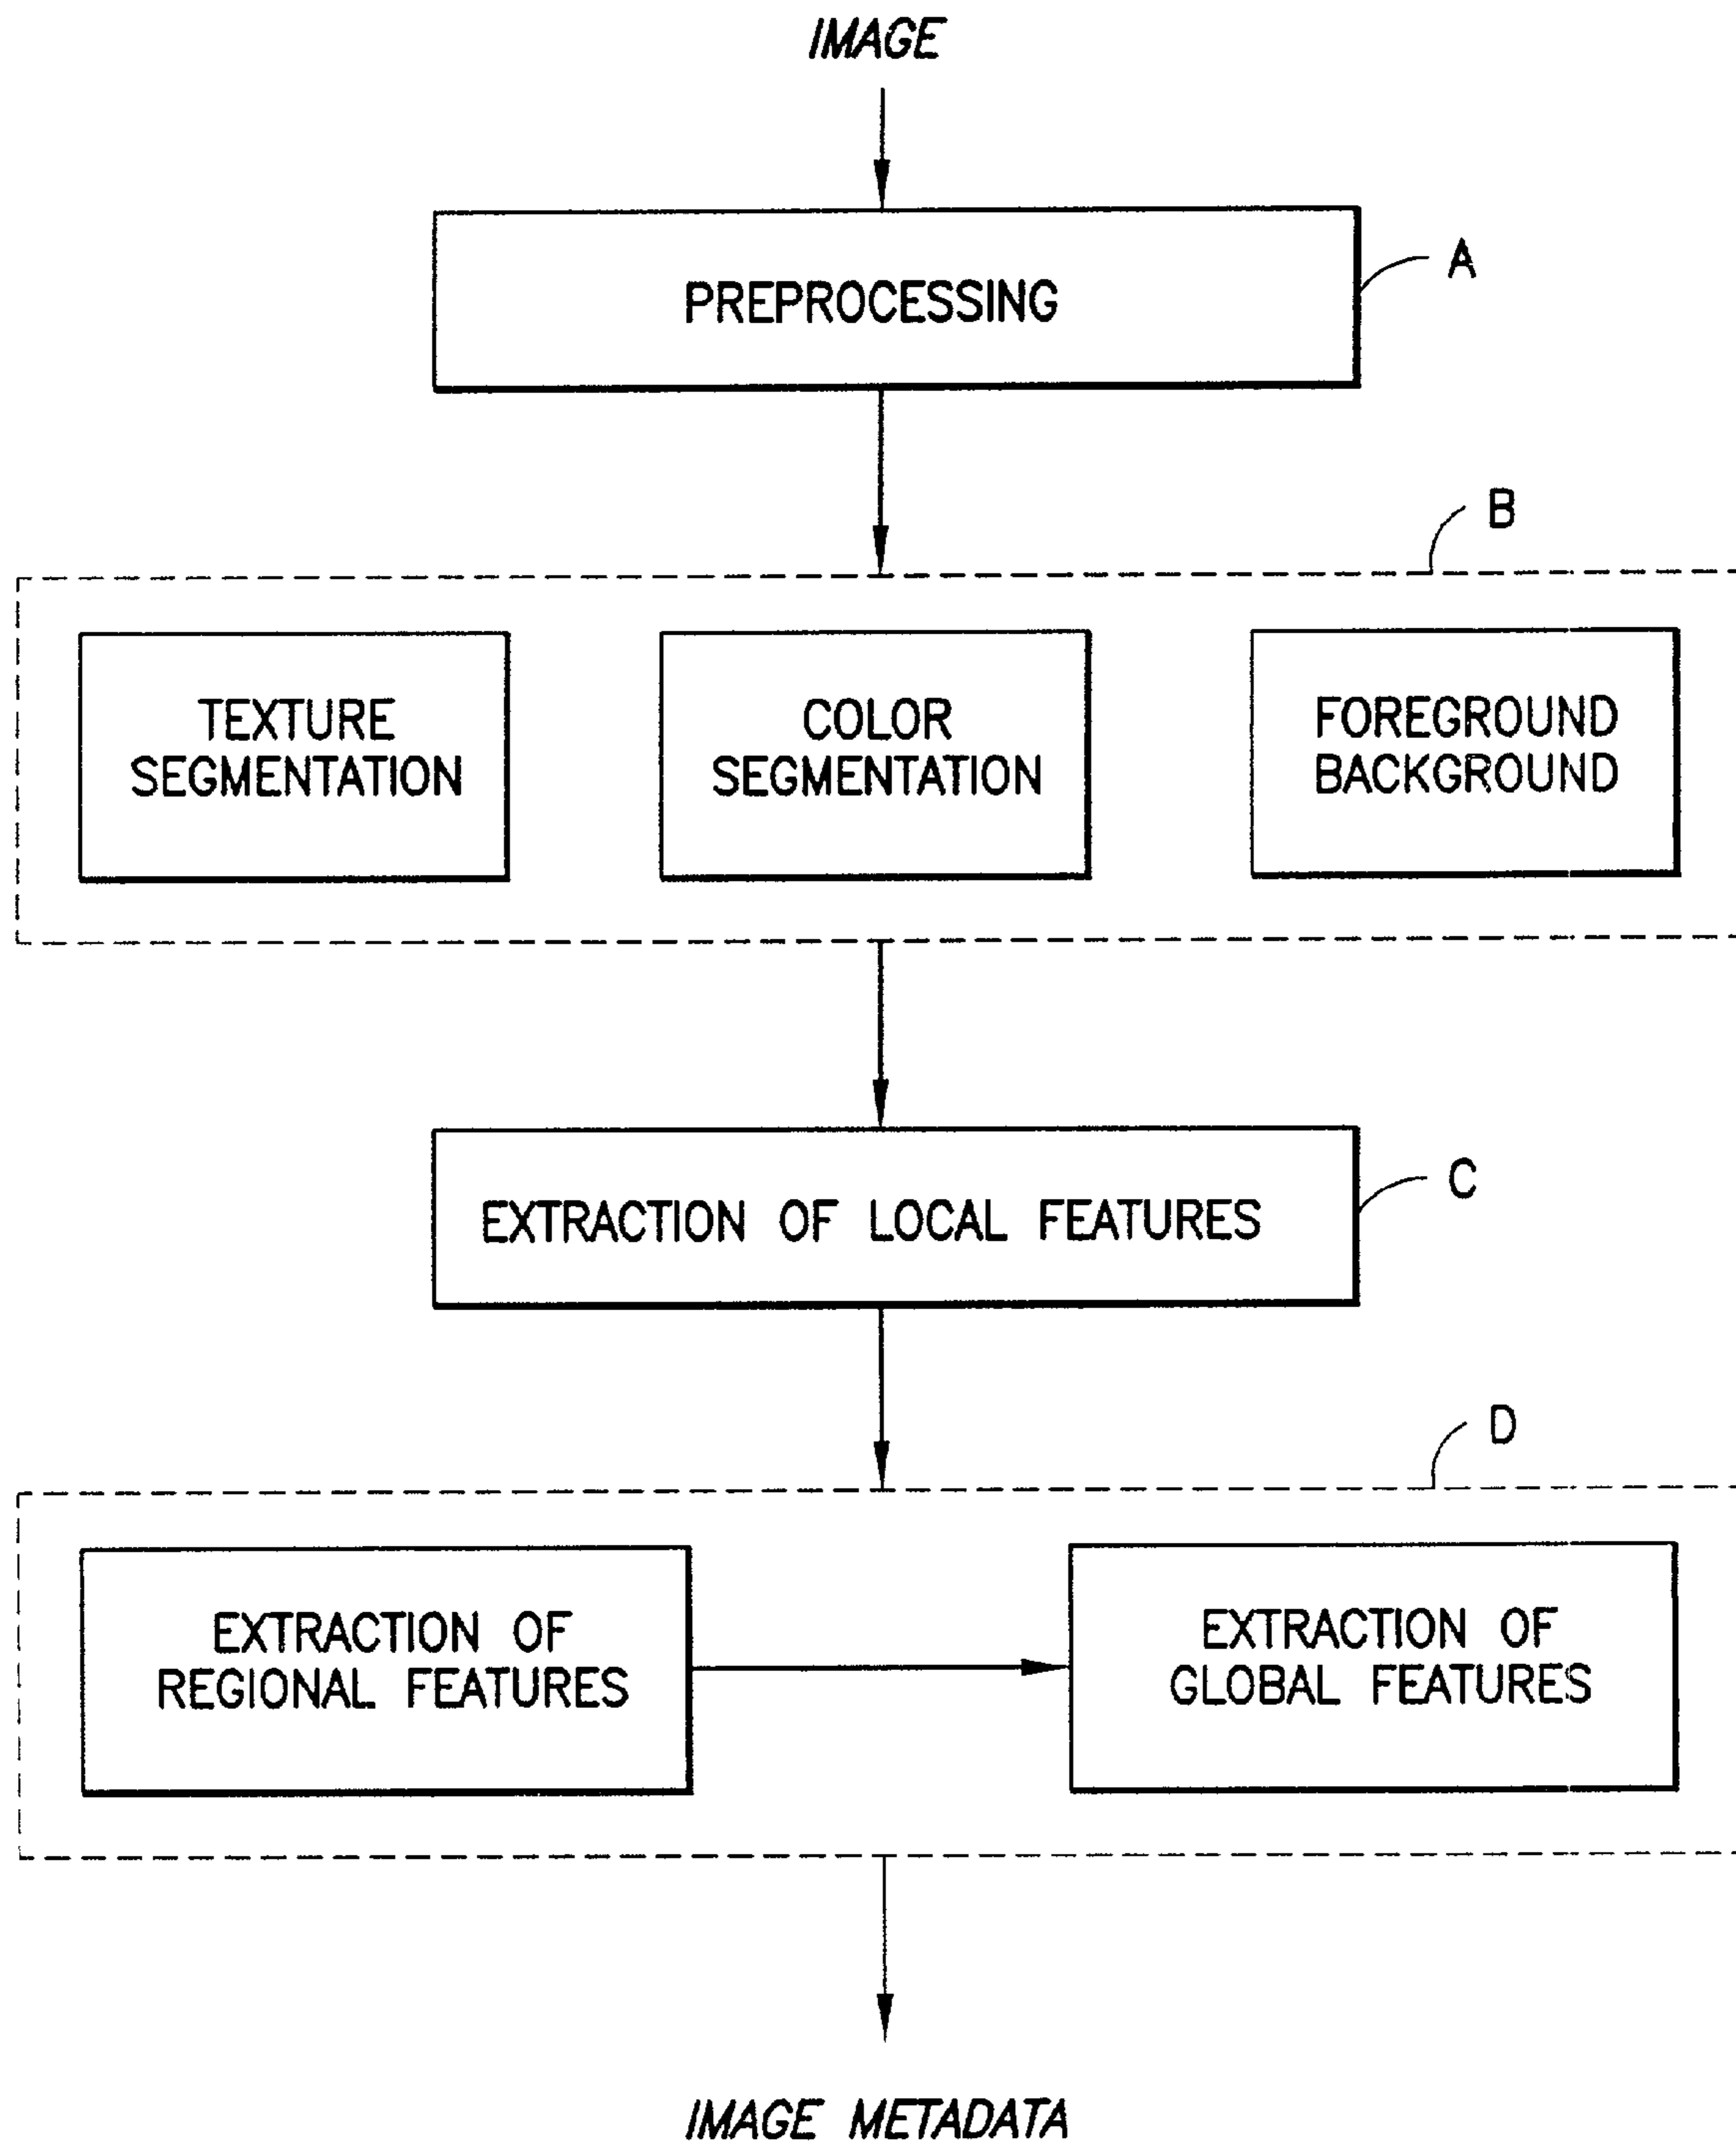 IMAGE
PREPROCESSING
A
B
TEXTURE
SEGMENTATION
COLOR
SEGMENTATION
FOREGROUND
BACKGROUND
EXTRACTION OF LOCAL FEATURES
C
D
EXTRACTION OF
REGIONAL FEATURES
EXTRACTION OF
GLOBAL FEATURES
IMAGE METADATA